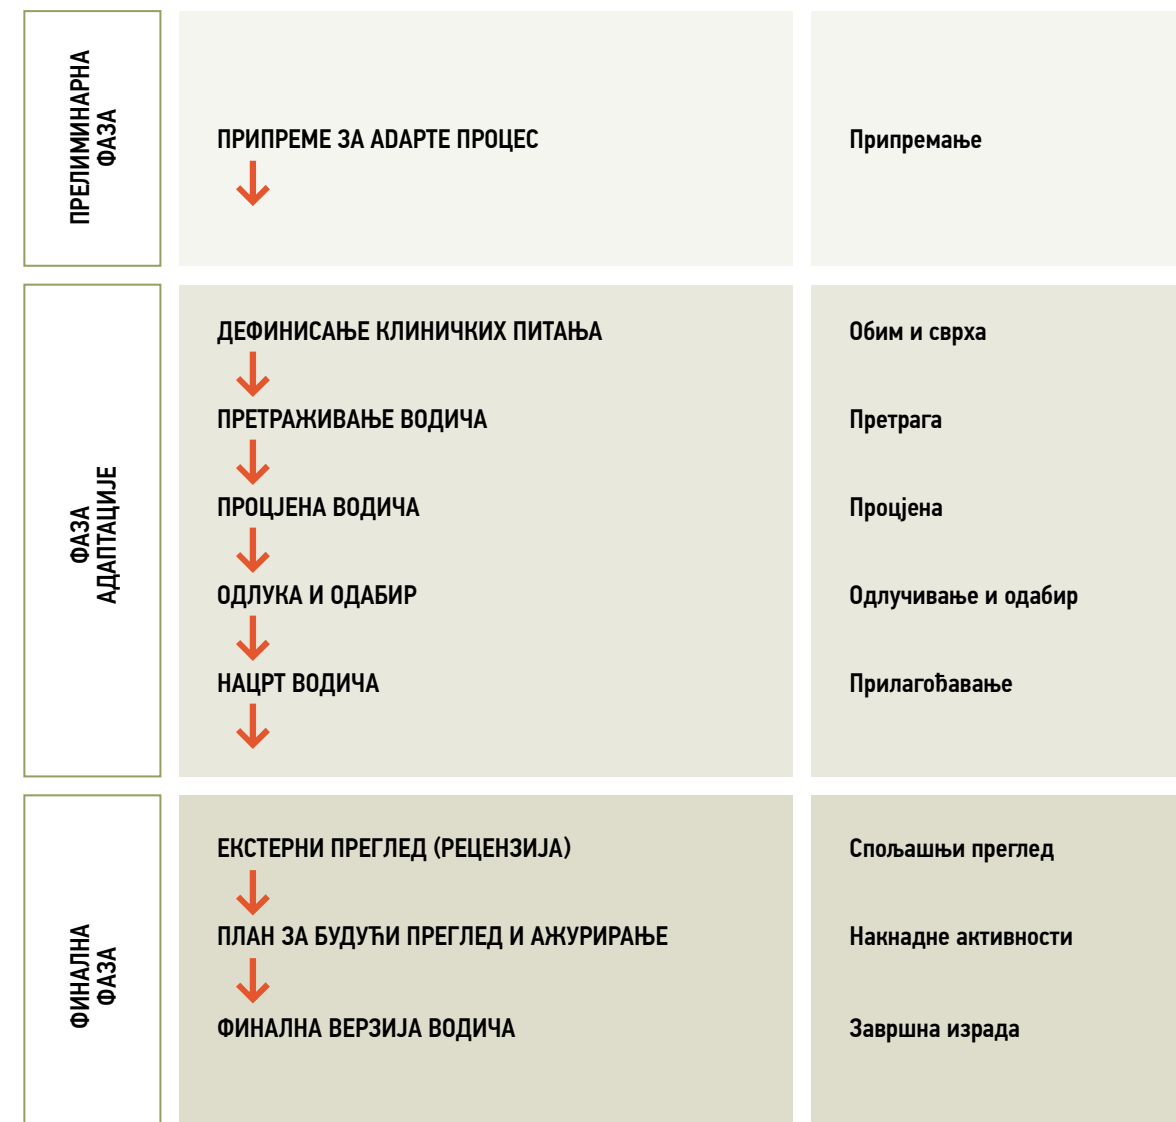 ПРЕЛИМИНАРНА
ФАЗА
ПРИПРЕМЕ ЗА ADAPTE ПРОЦЕС
Припремање
ФАЗА
АДАПТАЦИЈЕ
ДЕФИНИСАЊЕ КЛИНИЧКИХ ПИТАЊА
Обим и сврха
ПРЕТРАЖИВАЊЕ ВОДИЧА
Претрага
ПРОЦЈЕНА ВОДИЧА
Процјена
ОДЛУКА И ОДАБИР
Одлучивање и одабир
НАЦРТ ВОДИЧА
Прилагођавање
ФИНАЛНА
ФАЗА
ЕКСТЕРНИ ПРЕГЛЕД (РЕЦЕНЗИЈА)
Спољашњи преглед
ПЛАН ЗА БУДУЋИ ПРЕГЛЕД И АЖУРИРАЊЕ
Накнадне активности
ФИНАЛНА ВЕРЗИЈА ВОДИЧА
Завршна израда